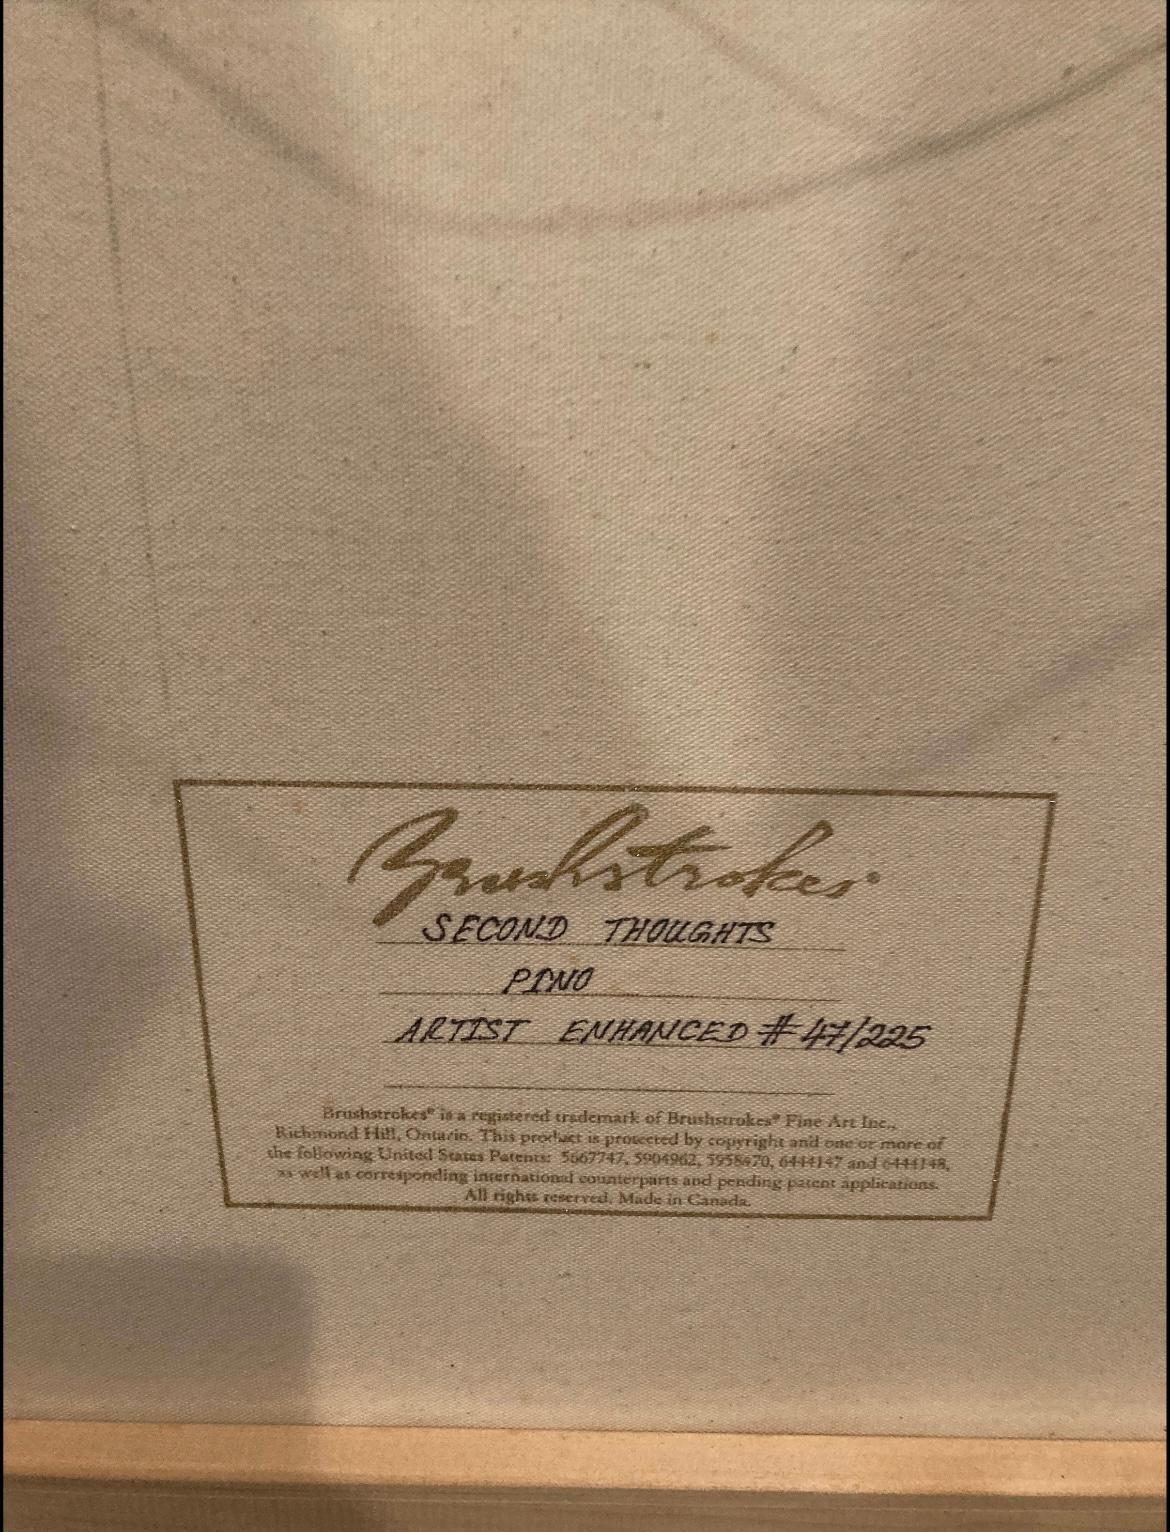 Brushstrokes®
SECOND THOUGHTS
PINO
ARTIST ENHANCED # 47/225
Brushstrokes® is a registered trademark of Brushstrokes® Fine Art Inc.,
Richmond Hill, Ontario. This product is protected by copyright and one or more of
the following United States Patents: 5667747, 5904962, 5958470, 6444147 and 6444148,
as well as corresponding international counterparts and pending patent applications.
All rights reserved. Made in Canada.